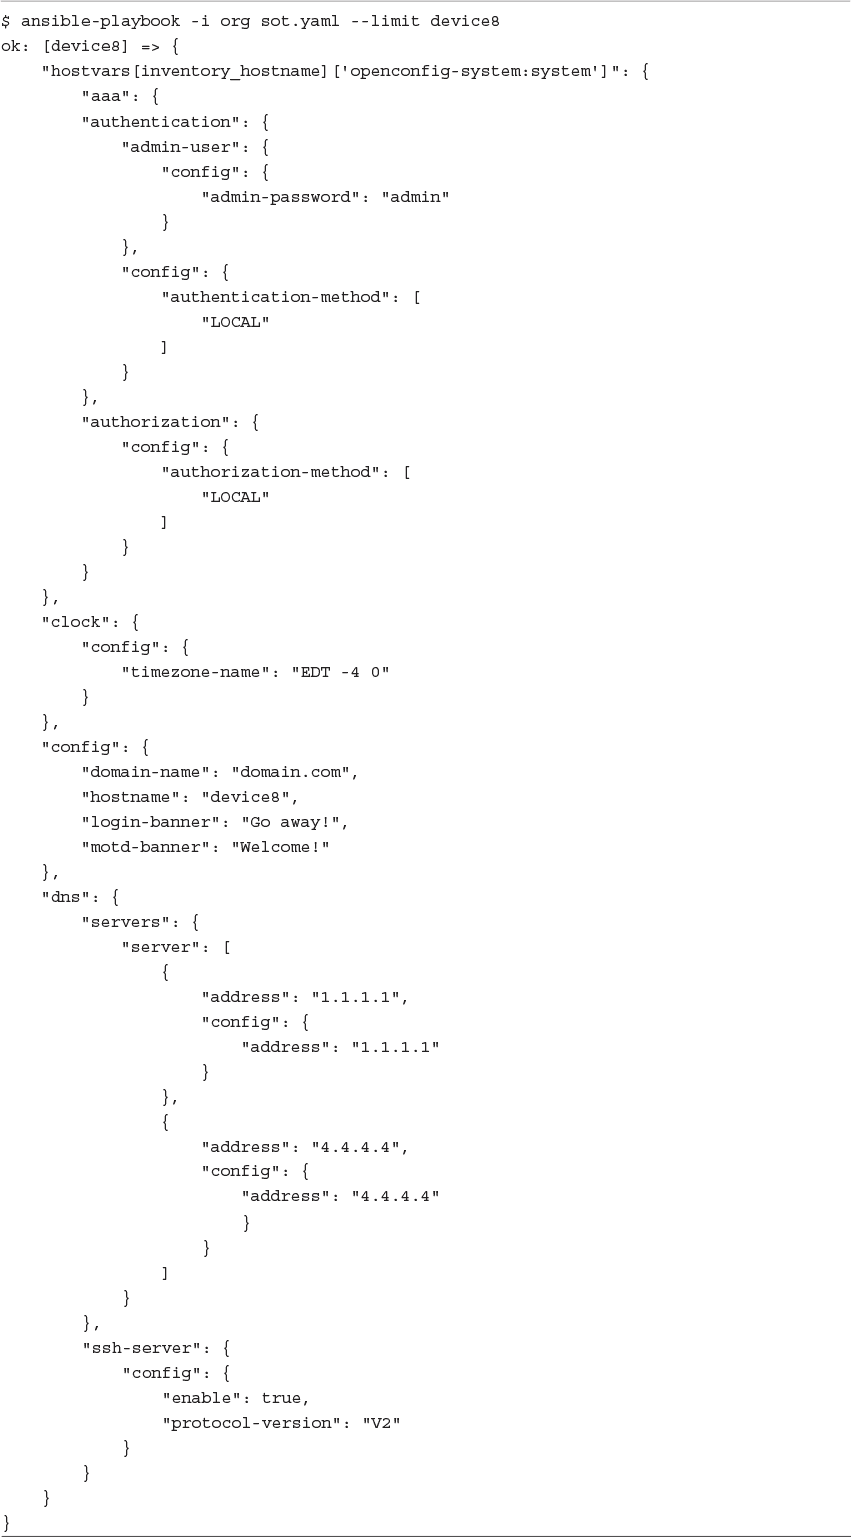 $ ansible-playbook -i org sot.yaml --limit device8
ok: [device8] => {
    "hostvars[inventory_hostname]['openconfig-system:system']": {
        "aaa": {
        "authentication": {
            "admin-user": {
                "config": {
                    "admin-password": "admin"
                }
            },
            "config": {
                "authentication-method": [
                    "LOCAL"
                ]
            }
        },
        "authorization": {
            "config": {
                "authorization-method": [
                    "LOCAL"
                ]
            }
        }
    },
    "clock": {
        "config": {
            "timezone-name": "EDT -4 0"
        }
    },
    "config": {
        "domain-name": "domain.com",
        "hostname": "device8",
        "login-banner": "Go away!",
        "motd-banner": "Welcome!"
    },
    "dns": {
        "servers": {
            "server": [
                {
                    "address": "1.1.1.1",
                    "config": {
                        "address": "1.1.1.1"
                    }
                },
                {
                    "address": "4.4.4.4",
                    "config": {
                        "address": "4.4.4.4"
                        }
                    }
                ]
            }
        },
        "ssh-server": {
            "config": {
                "enable": true,
                "protocol-version": "V2"
            }
        }
    }
}